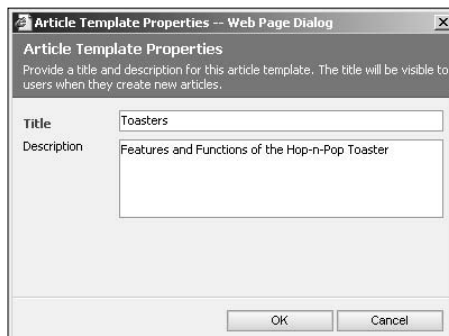 Article Template Properties -- Web Page Dialog
Article Template Properties
Provide a title and description for this article template. The title will be visible to
users when they create new articles.
Title
Toasters
Description
Features and Functions of the Hop-n-Pop Toaster
OK
Cancel